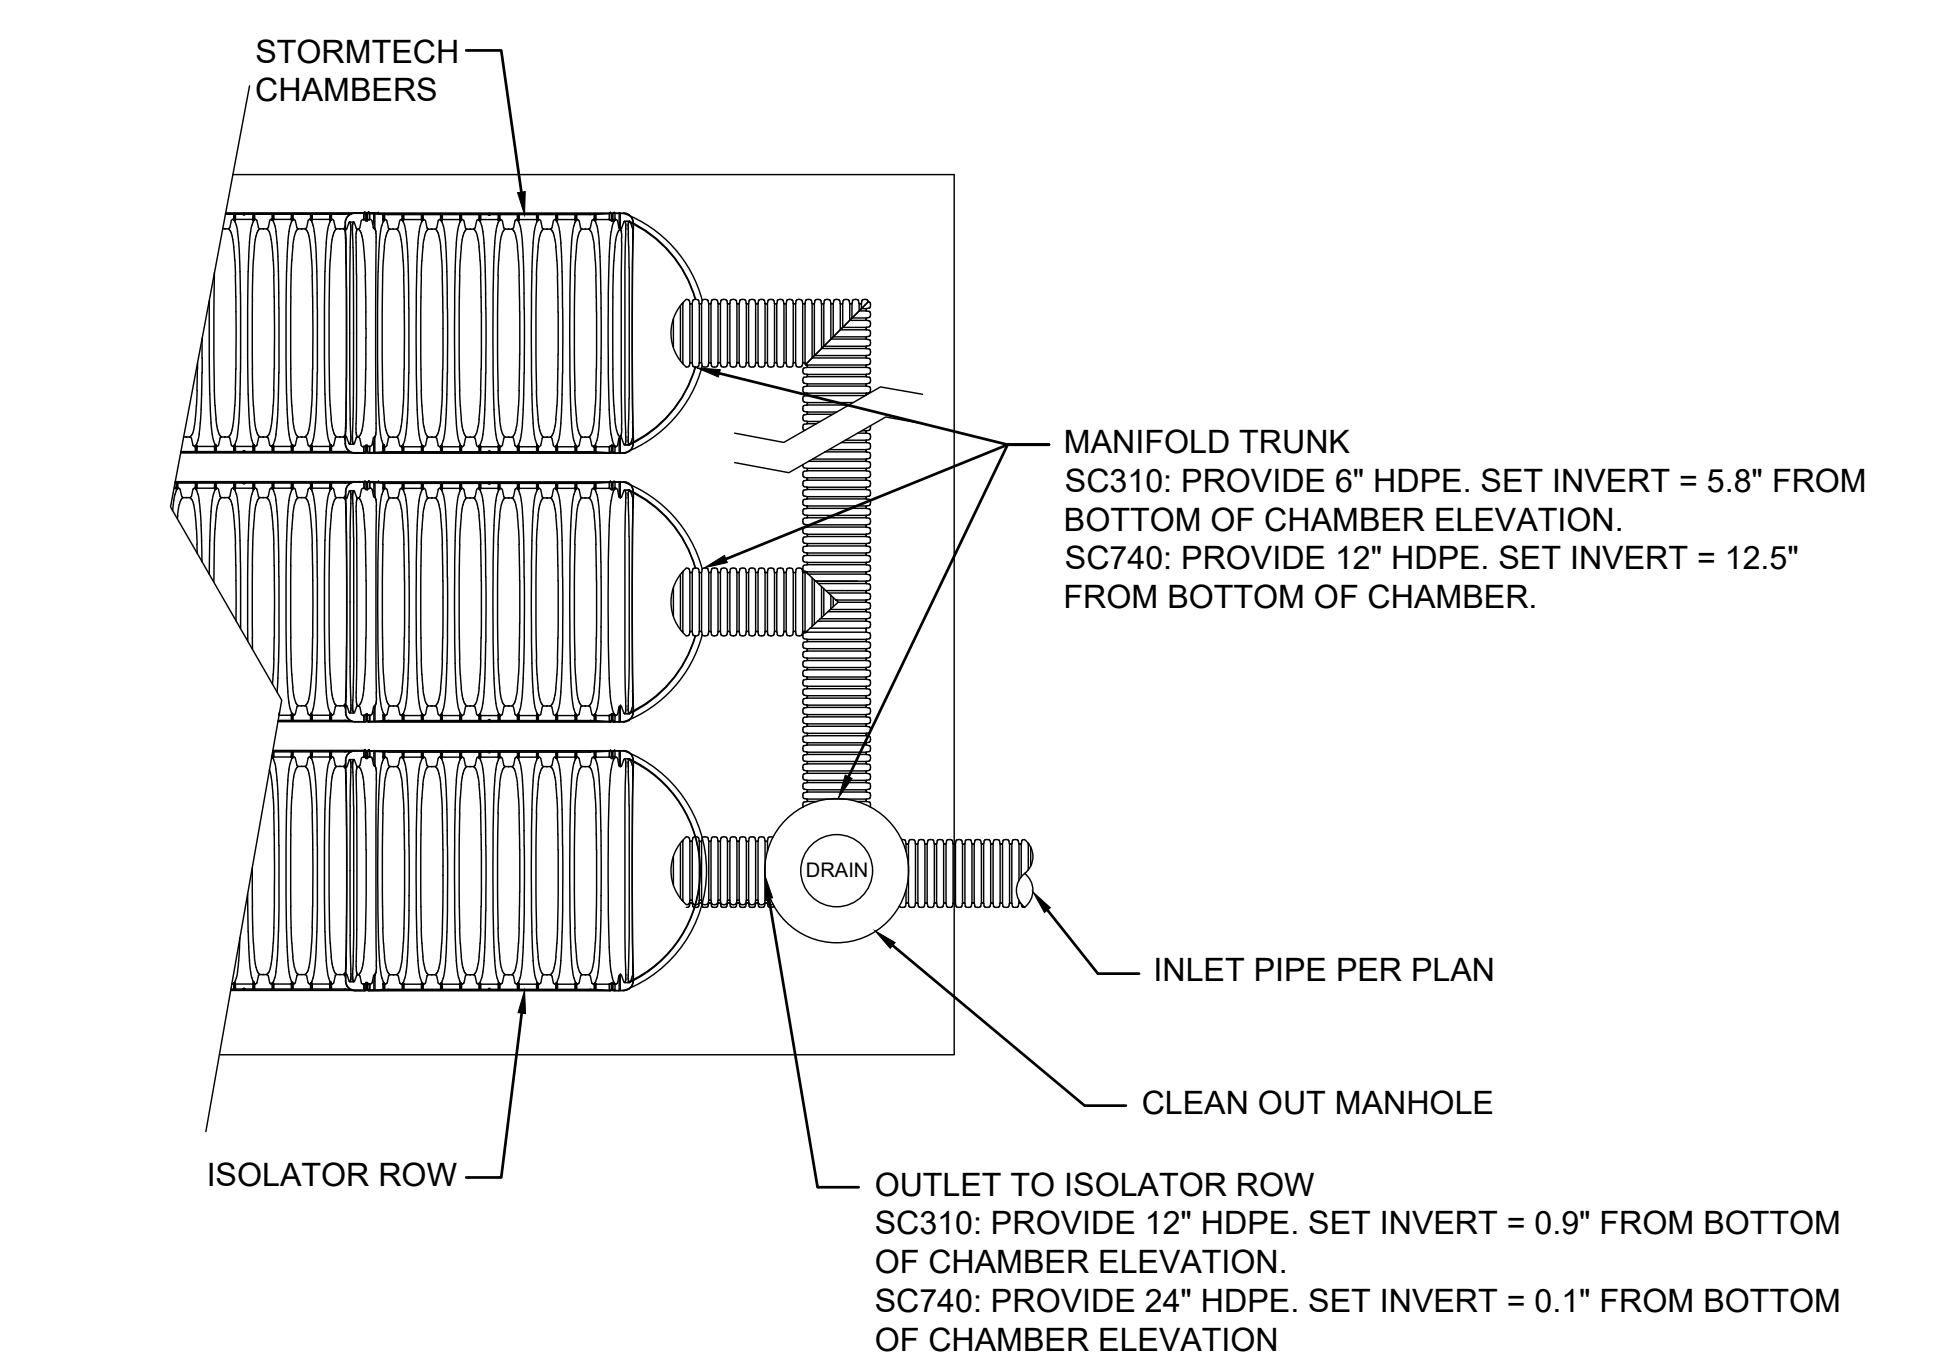 STORMTECH
CHAMBERS
MANIFOLD TRUNK
SC310: PROVIDE 6" HDPE. SET INVERT = 5.8" FROM
BOTTOM OF CHAMBER ELEVATION.
SC740: PROVIDE 12" HDPE. SET INVERT = 12.5"
FROM BOTTOM OF CHAMBER.
DRAIN
INLET PIPE PER PLAN
CLEAN OUT MANHOLE
ISOLATOR ROW
OUTLET TO ISOLATOR ROW
SC310: PROVIDE 12" HDPE. SET INVERT = 0.9" FROM BOTTOM
OF CHAMBER ELEVATION.
SC740: PROVIDE 24" HDPE. SET INVERT = 0.1" FROM BOTTOM
OF CHAMBER ELEVATION